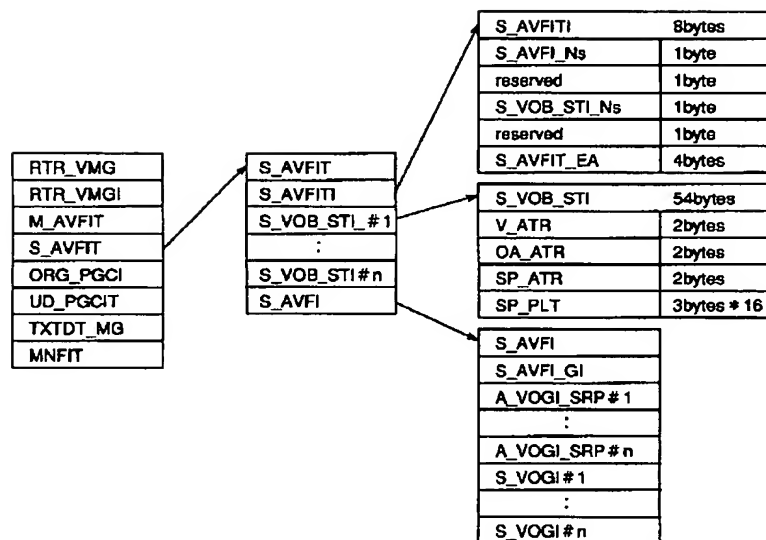 RTR_VMG
RTR_VMGI
M_AVFIT
S_AVFIT
ORG_PGCI
UD_PGCIT
TXTDT_MG
MNFIT
S_AVFIT
S_AVFITI
S_VOB_STI_#1
:
S_VOB_STI#n
S_AVFI
S_AVFITI 8bytes
S_AVFI_Ns 1byte
reserved 1byte
S_VOB_STI_Ns 1byte
reserved 1byte
S_AVFIT_EA 4bytes
S_VOB_STI 54bytes
V_ATR 2bytes
OA_ATR 2bytes
SP_ATR 2bytes
SP_PLT 3bytes * 16
S_AVFI
S_AVFI_GI
A_VOGI_SRP#1
:
A_VOGI_SRP#n
S_VOGI#1
:
S_VOGI#n